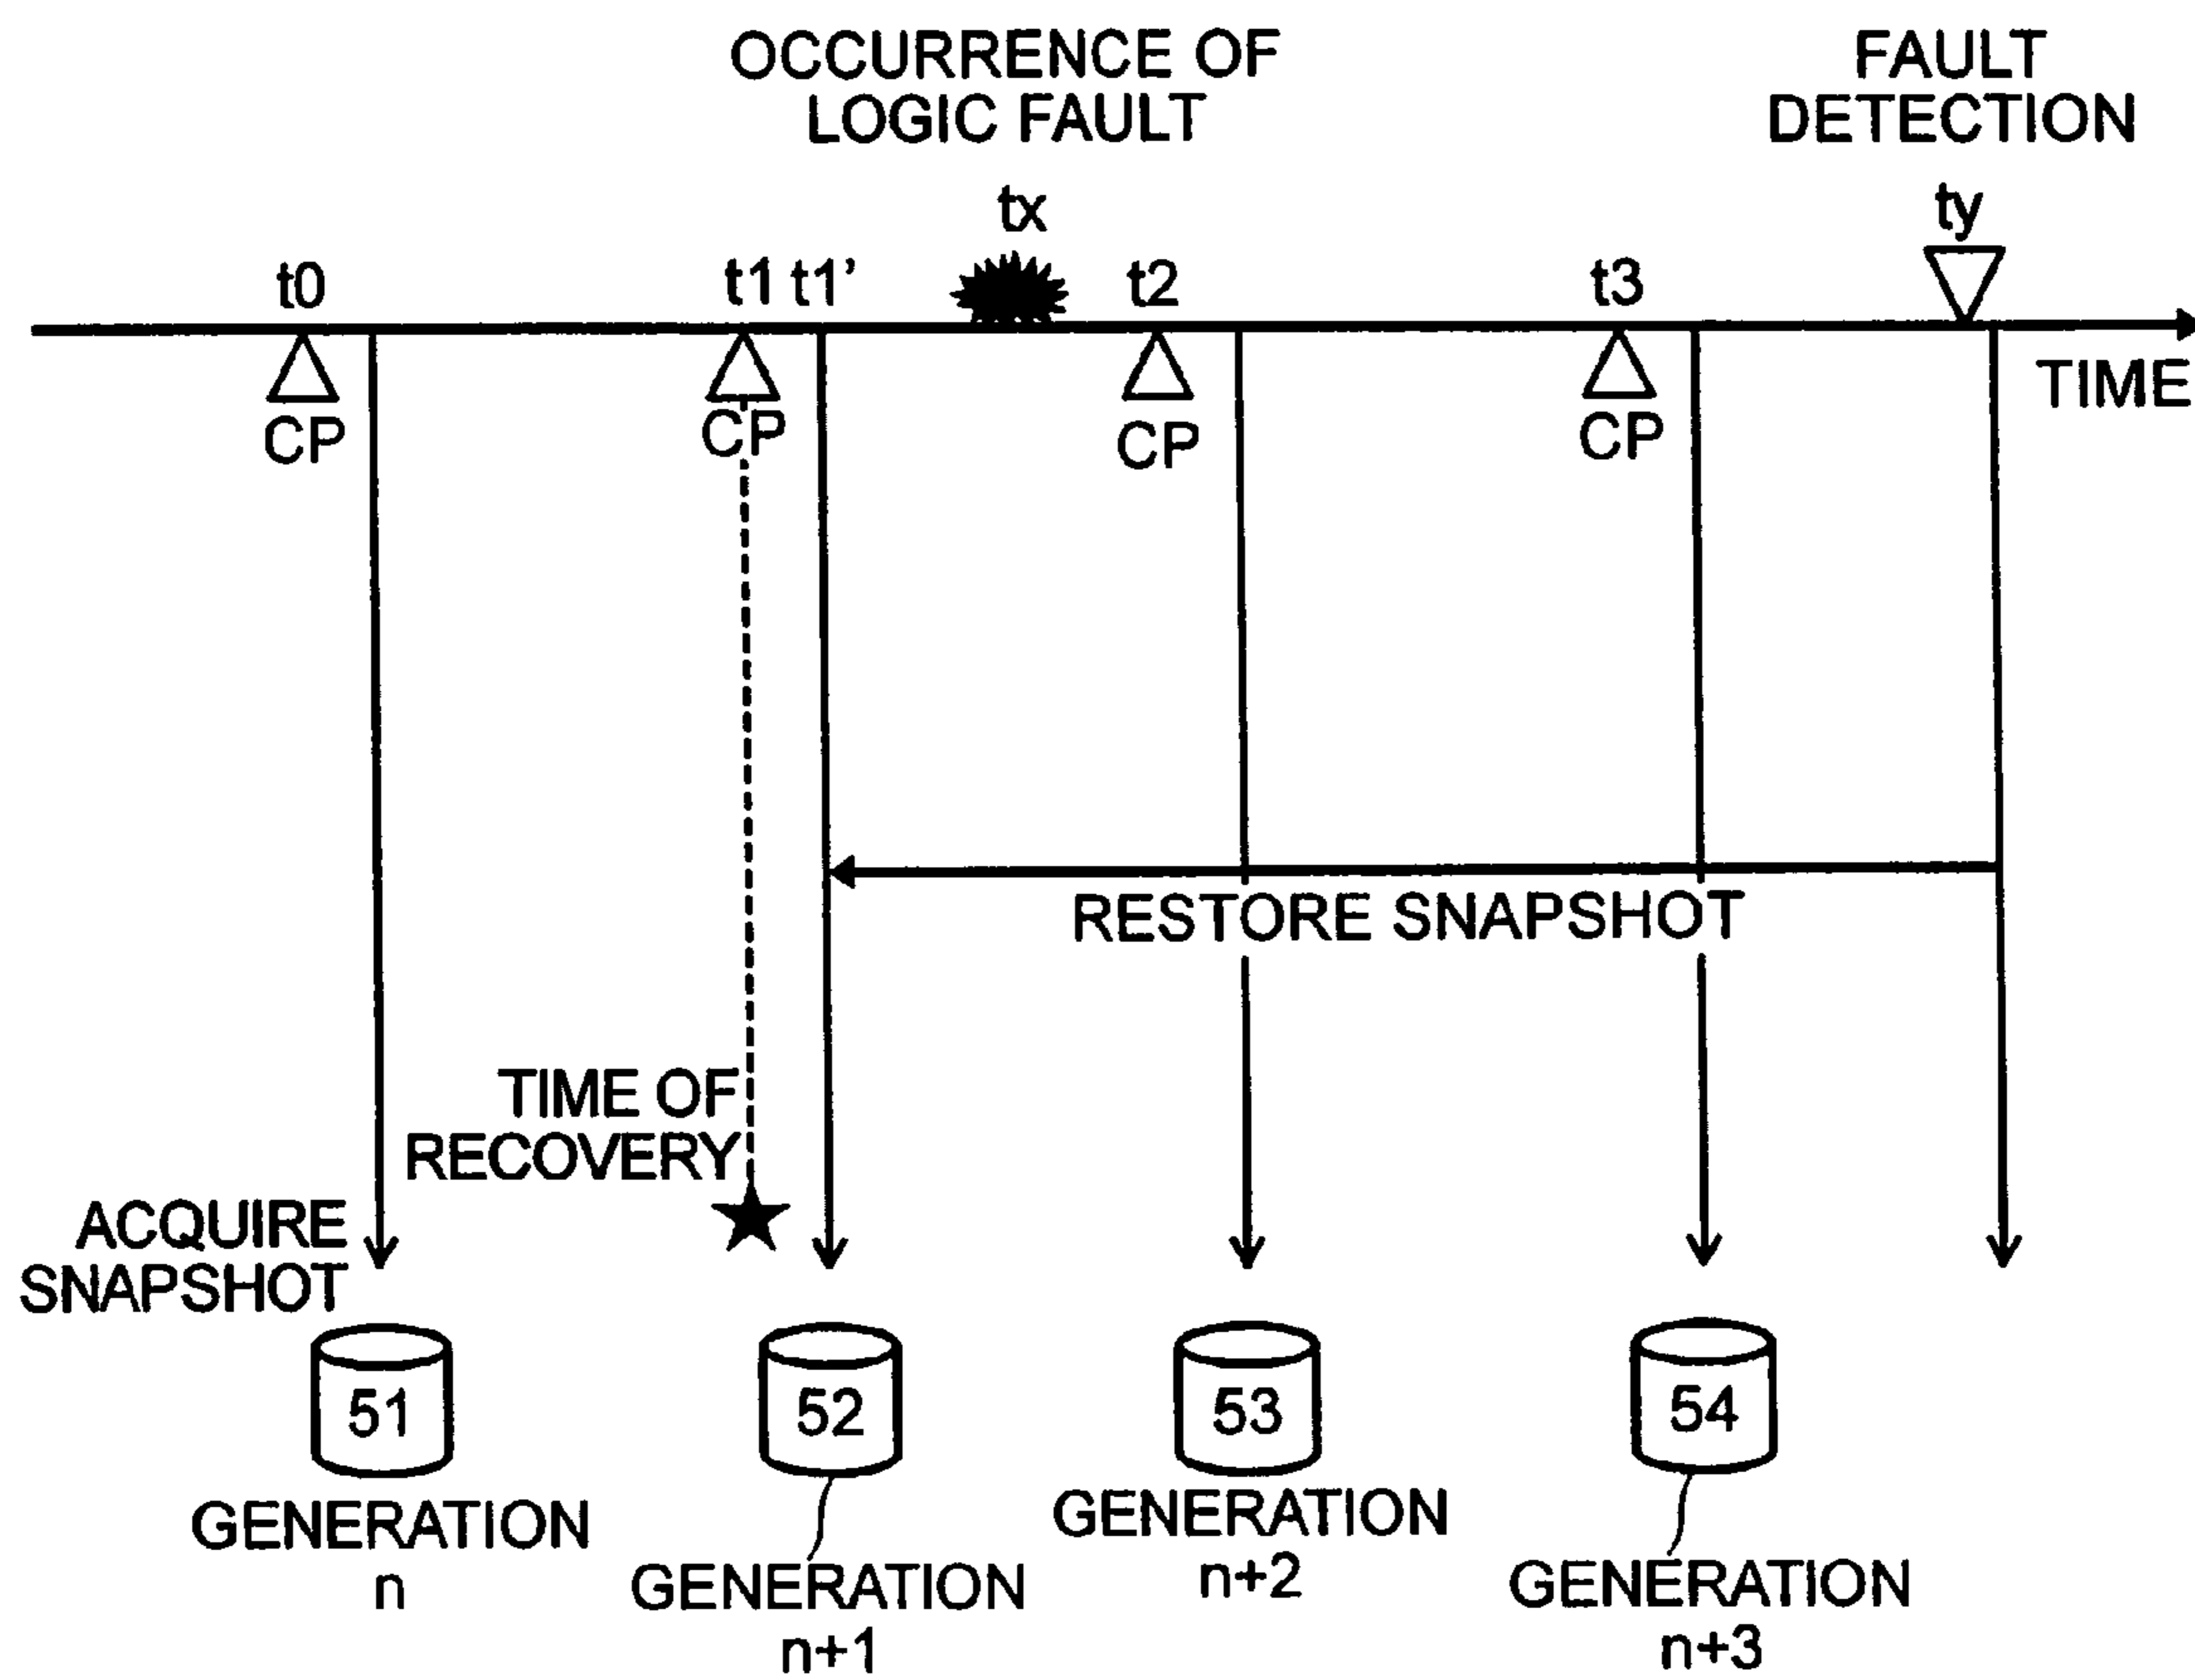 OCCURRENCE OF
LOGIC FAULT
FAULT
DETECTION
tx
ty
t0
t1
t1’
t2
t3
TIME
CP
CP
CP
CP
RESTORE SNAPSHOT
TIME OF
RECOVERY
ACQUIRE
SNAPSHOT
51
52
53
54
GENERATION
n
GENERATION
n+1
GENERATION
n+2
GENERATION
n+3